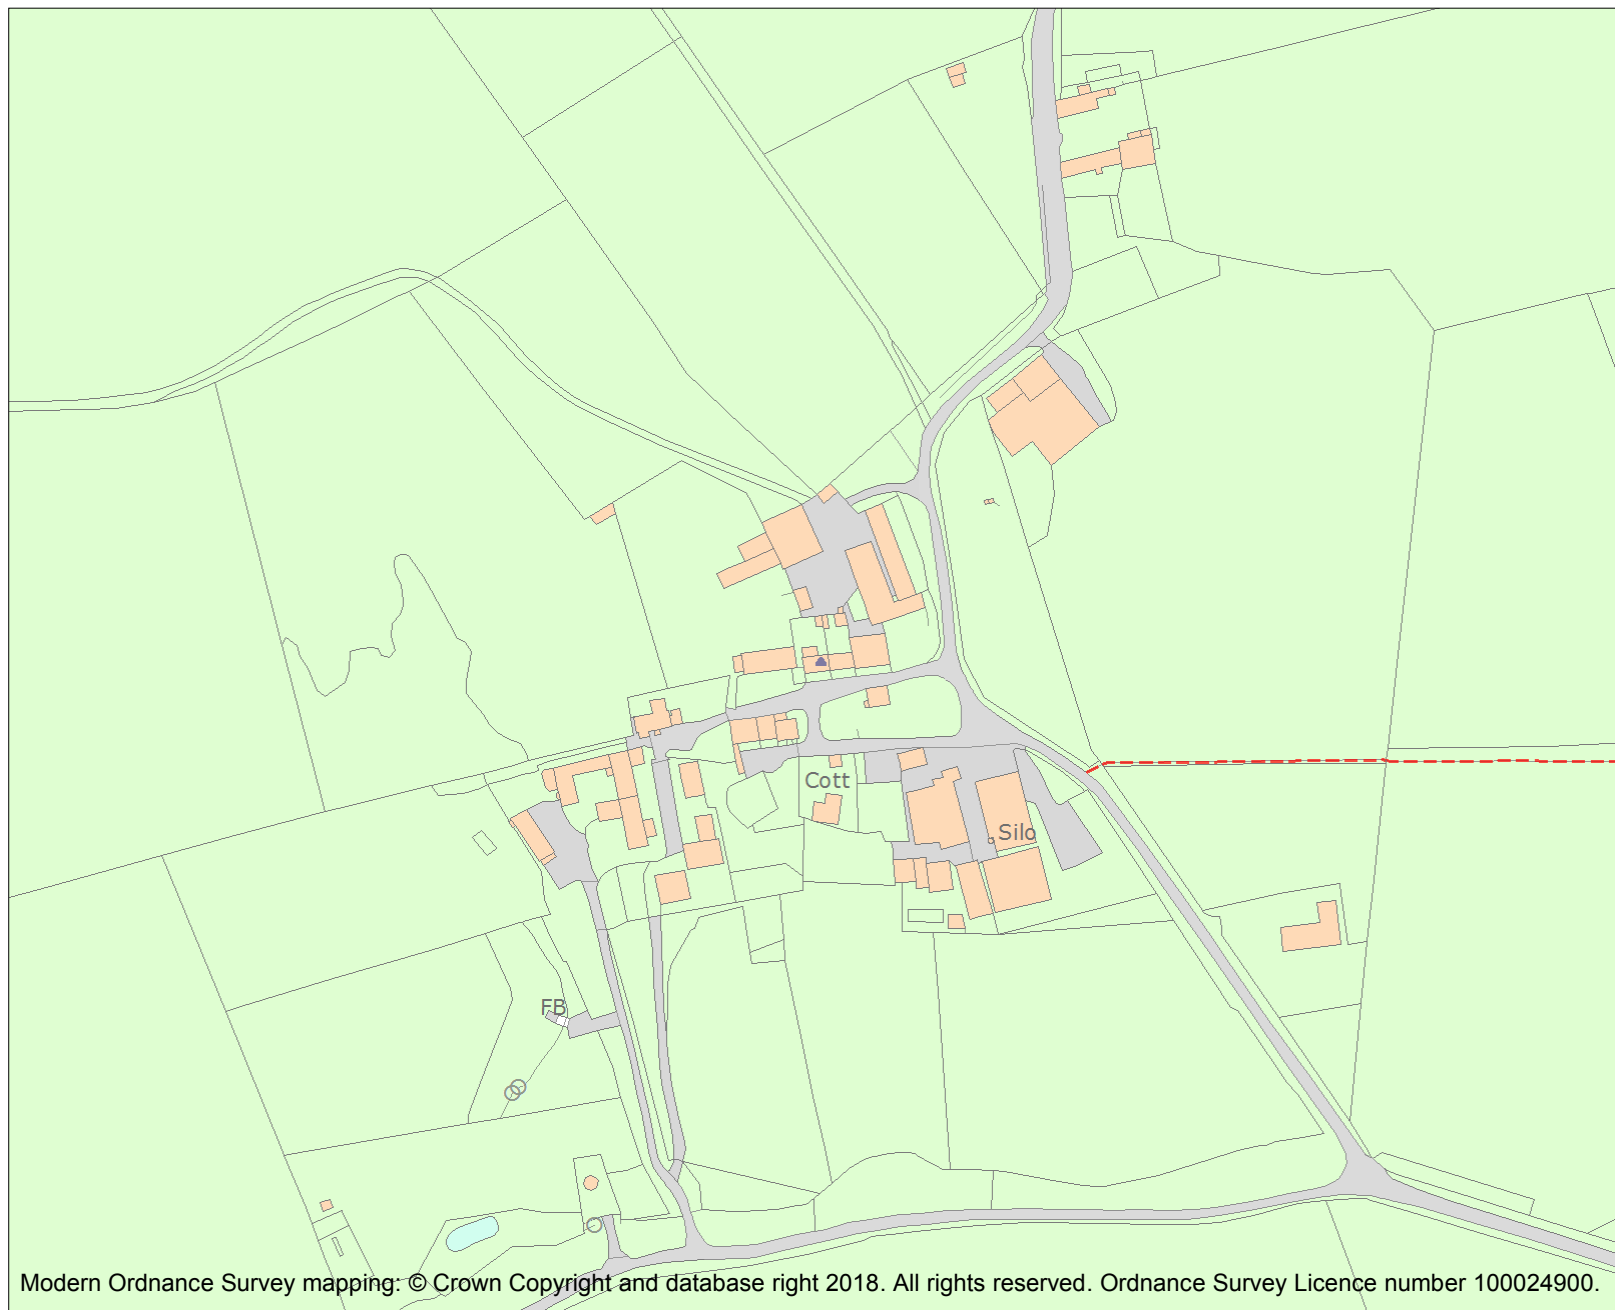 Cott
Silo
FB
Modern Ordnance Survey mapping: © Crown Copyright and database right 2018. All rights reserved. Ordnance Survey Licence number 100024900.